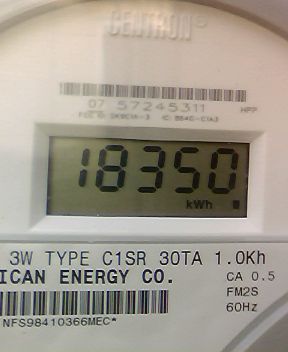 CENTRON®
07 57245311 HPP
18350
kWh
3W TYPE C1SR 30TA 1.0Kh
ICAN ENERGY CO.
CA 0.5
FM2S
60Hz
NFS98410366MEC*